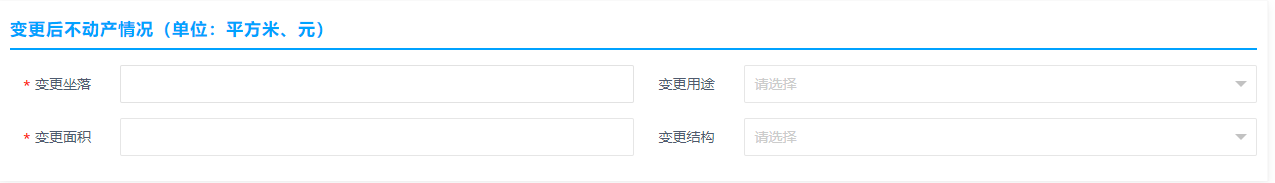 变更后不动产情况（单位：平方米、元）
* 变更坐落 变更用途 请选择
* 变更面积 变更结构 请选择